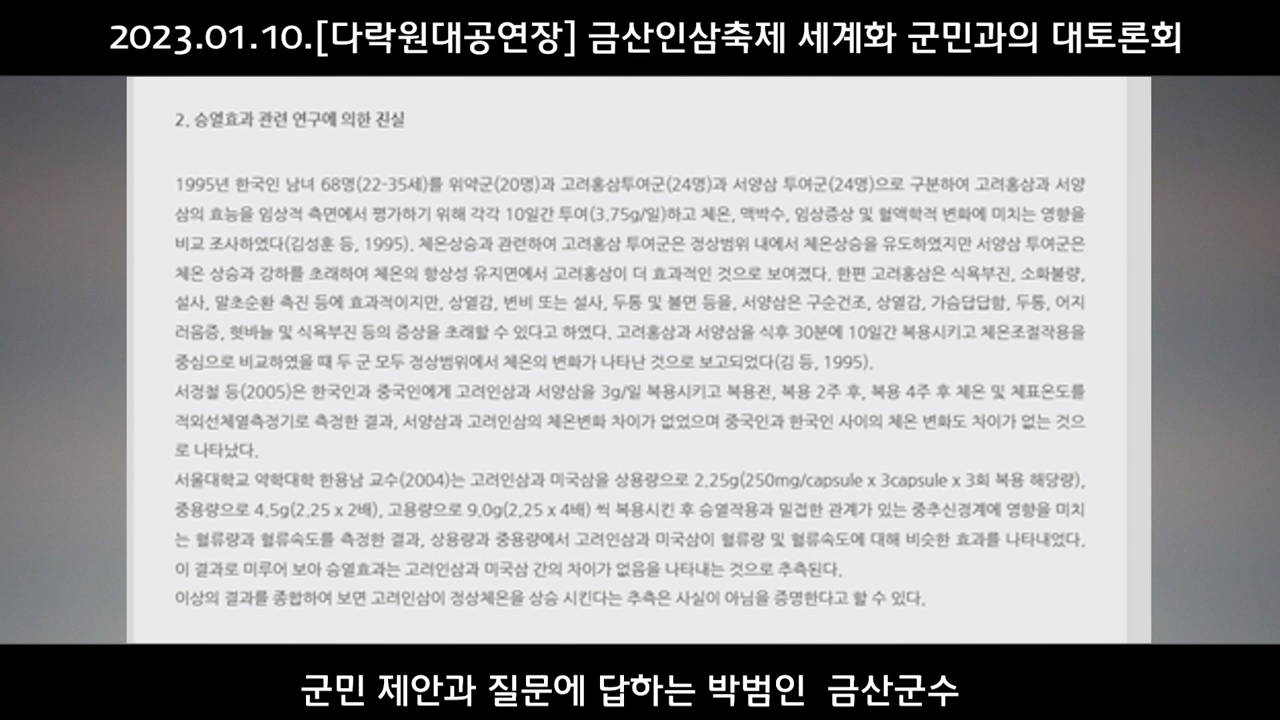 2023.01.10.[다락원대공연장] 금산인삼축제 세계화 군민과의 대토론회
2. 승열효과 관련 연구에 의한 진실
1995년 한국인 남녀 68명(22-35세)를 위약군(20명)과 고려홍삼투여군(24명)과 서양삼 투여군(24명)으로 구분하여 고려홍삼과 서양
삼의 효능을 임상적 측면에서 평가하기 위해 각각 10일간 투여(3.75g/일)하고 체온, 맥박수, 임상증상 및 혈액학적 변화에 미치는 영향을
비교 조사하였다(김성훈 등, 1995). 체온상승과 관련하여 고려홍삼 투여군은 정상범위 내에서 체온상승을 유도하였지만 서양삼 투여군은
체온 상승과 강하를 초래하여 체온의 항상성 유지면에서 고려홍삼이 더 효과적인 것으로 보여졌다. 한편 고려홍삼은 식욕부진, 소화불량,
설사, 말초순환 촉진 등에 효과적이지만, 상열감, 변비 또는 설사, 두통 및 불면 등을, 서양삼은 구순건조, 상열감, 가슴답답함, 두통, 어지
러움증, 혓바늘 및 식욕부진 등의 증상을 초래할 수 있다고 하였다. 고려홍삼과 서양삼을 식후 30분에 10일간 복용시키고 체온조절작용을
중심으로 비교하였을 때 두 군 모두 정상범위에서 체온의 변화가 나타난 것으로 보고되었다(김 등, 1995).
서정철 등(2005)은 한국인과 중국인에게 고려인삼과 서양삼을 3g/일 복용시키고 복용전, 복용 2주 후, 복용 4주 후 체온 및 체표온도를
적외선체열측정기로 측정한 결과, 서양삼과 고려인삼의 체온변화 차이가 없었으며 중국인과 한국인 사이의 체온 변화도 차이가 없는 것으
로 나타났다.
서울대학교 약학대학 한용남 교수(2004)는 고려인삼과 미국삼을 상용량으로 2.25g(250mg/capsule x 3capsule x 3회 복용 해당량),
중용량으로 4.5g(2.25 x 2배), 고용량으로 9.0g(2.25 x 4배) 씩 복용시킨 후 승열작용과 밀접한 관계가 있는 중추신경계에 영향을 미치
는 혈류량과 혈류속도를 측정한 결과, 상용량과 중용량에서 고려인삼과 미국삼이 혈류량 및 혈류속도에 대해 비슷한 효과를 나타내었다.
이 결과로 미루어 보아 승열효과는 고려인삼과 미국삼 간의 차이가 없음을 나타내는 것으로 추측된다.
이상의 결과를 종합하여 보면 고려인삼이 정상체온을 상승 시킨다는 추측은 사실이 아님을 증명한다고 할 수 있다.
군민 제안과 질문에 답하는 박범인 금산군수